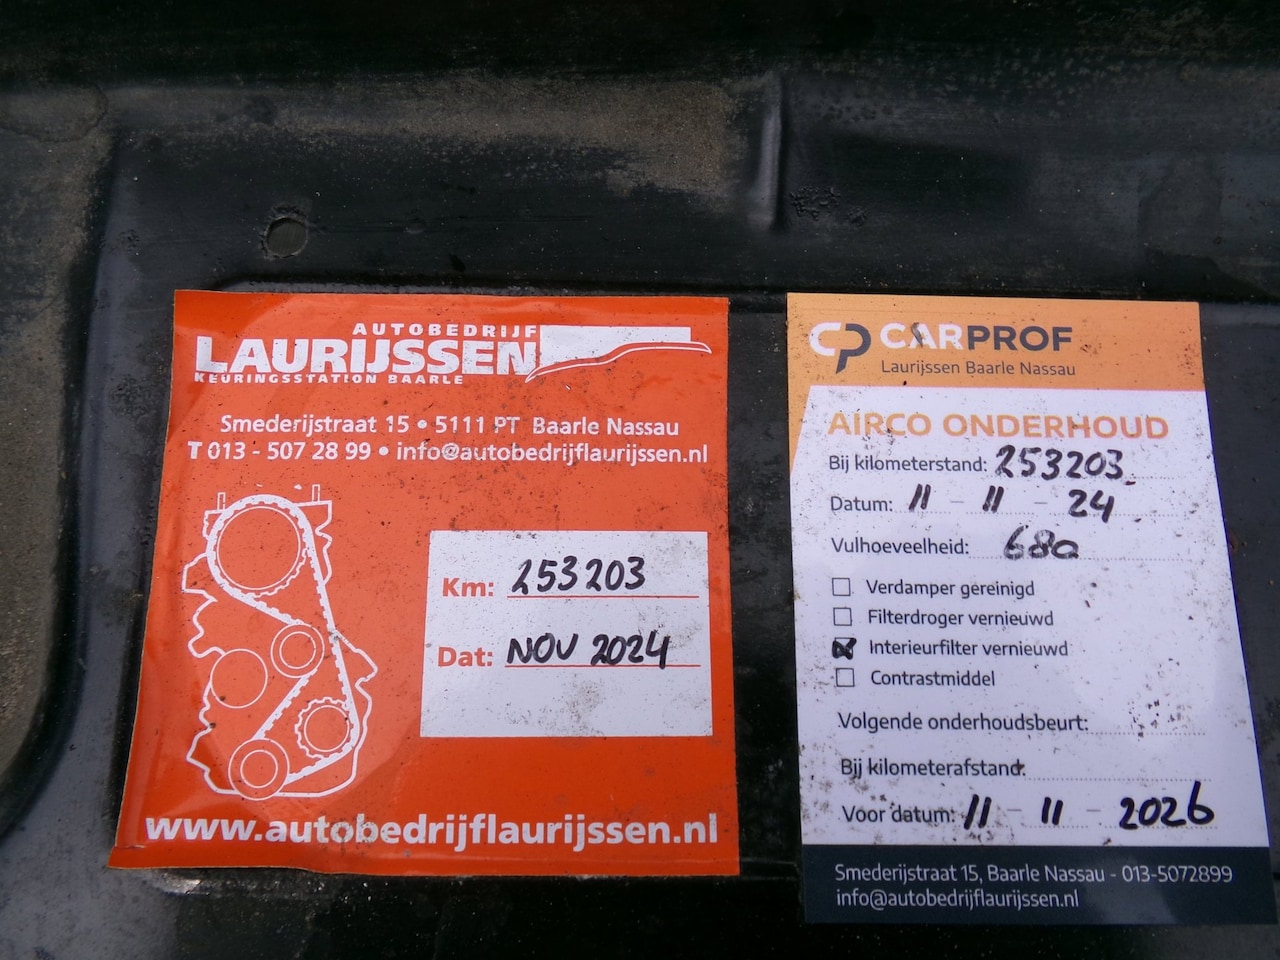 AUTOBEDRIJF
LAURIJSSEN
KEURINGSSTATION BAARLE
Smederijstraat 15 • 5111 PT Baarle Nassau
T 013 - 507 28 99 • info@autobedrijflaurijssen.nl
Km: 253203
Dat: NOV 2024
www.autobedrijflaurijssen.nl
CP CARPROF
Laurijssen Baarle Nassau
AIRCO ONDERHOUD
Bij kilometerstand: 253203
Datum: 11 - 11 - 24
Vulhoeveelheid: 680
Verdamper gereinigd
Filterdroger vernieuwd
Interieurfilter vernieuwd
Contrastmiddel
Volgende onderhoudsbeurt:
Bij kilometerafstand:
Voor datum: 11 - 11 - 2026
Smederijstraat 15, Baarle Nassau - 013-5072899
info@autobedrijflaurijssen.nl